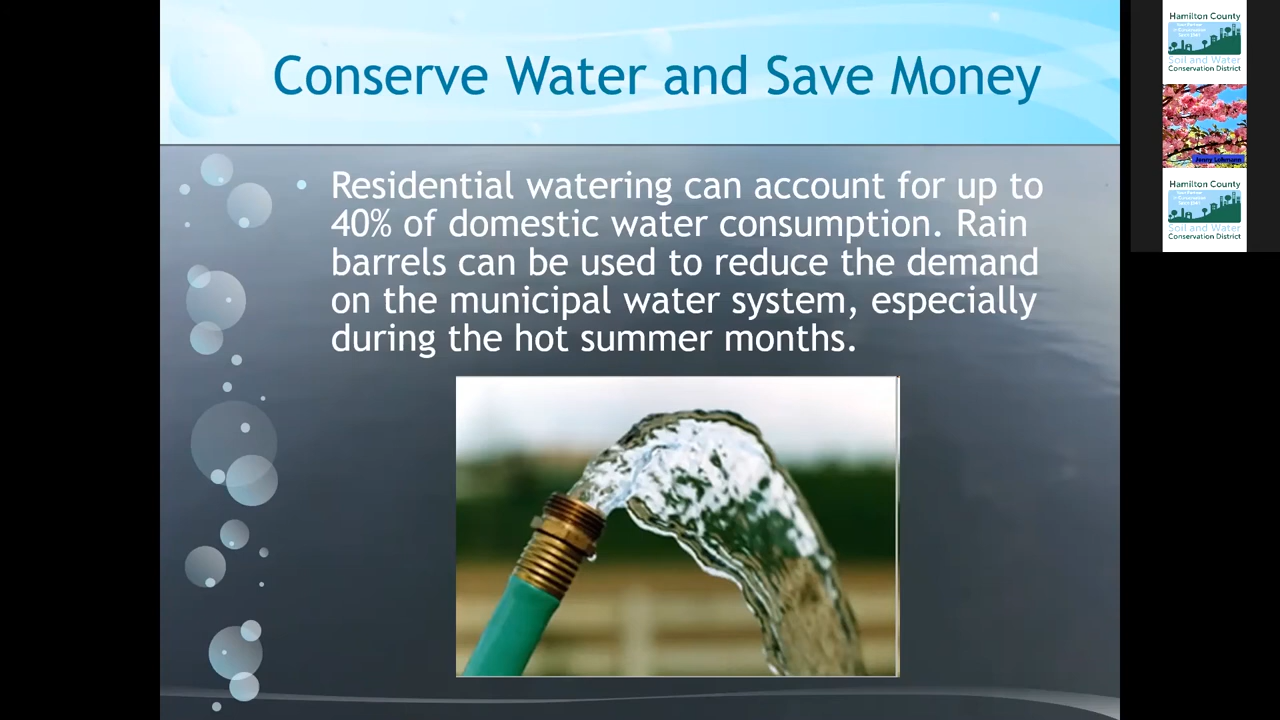 Conserve Water and Save Money
• Residential watering can account for up to
40% of domestic water consumption. Rain
barrels can be used to reduce the demand
on the municipal water system, especially
during the hot summer months.
Hamilton County
Soil and Water
Conservation District
Jenny Lohmann
Hamilton County
Soil and Water
Conservation District